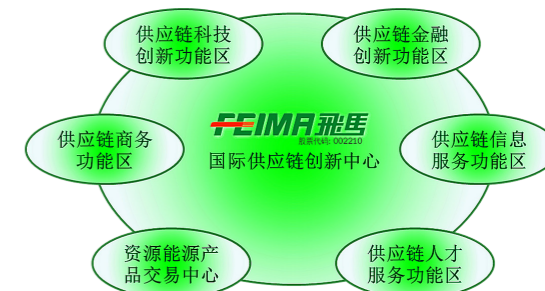 供应链科技
创新功能区
供应链金融
创新功能区
FEIMA飛馬
股票代码: 002210
国际供应链创新中心
供应链商务
功能区
供应链信息
服务功能区
资源能源产
品交易中心
供应链人才
服务功能区